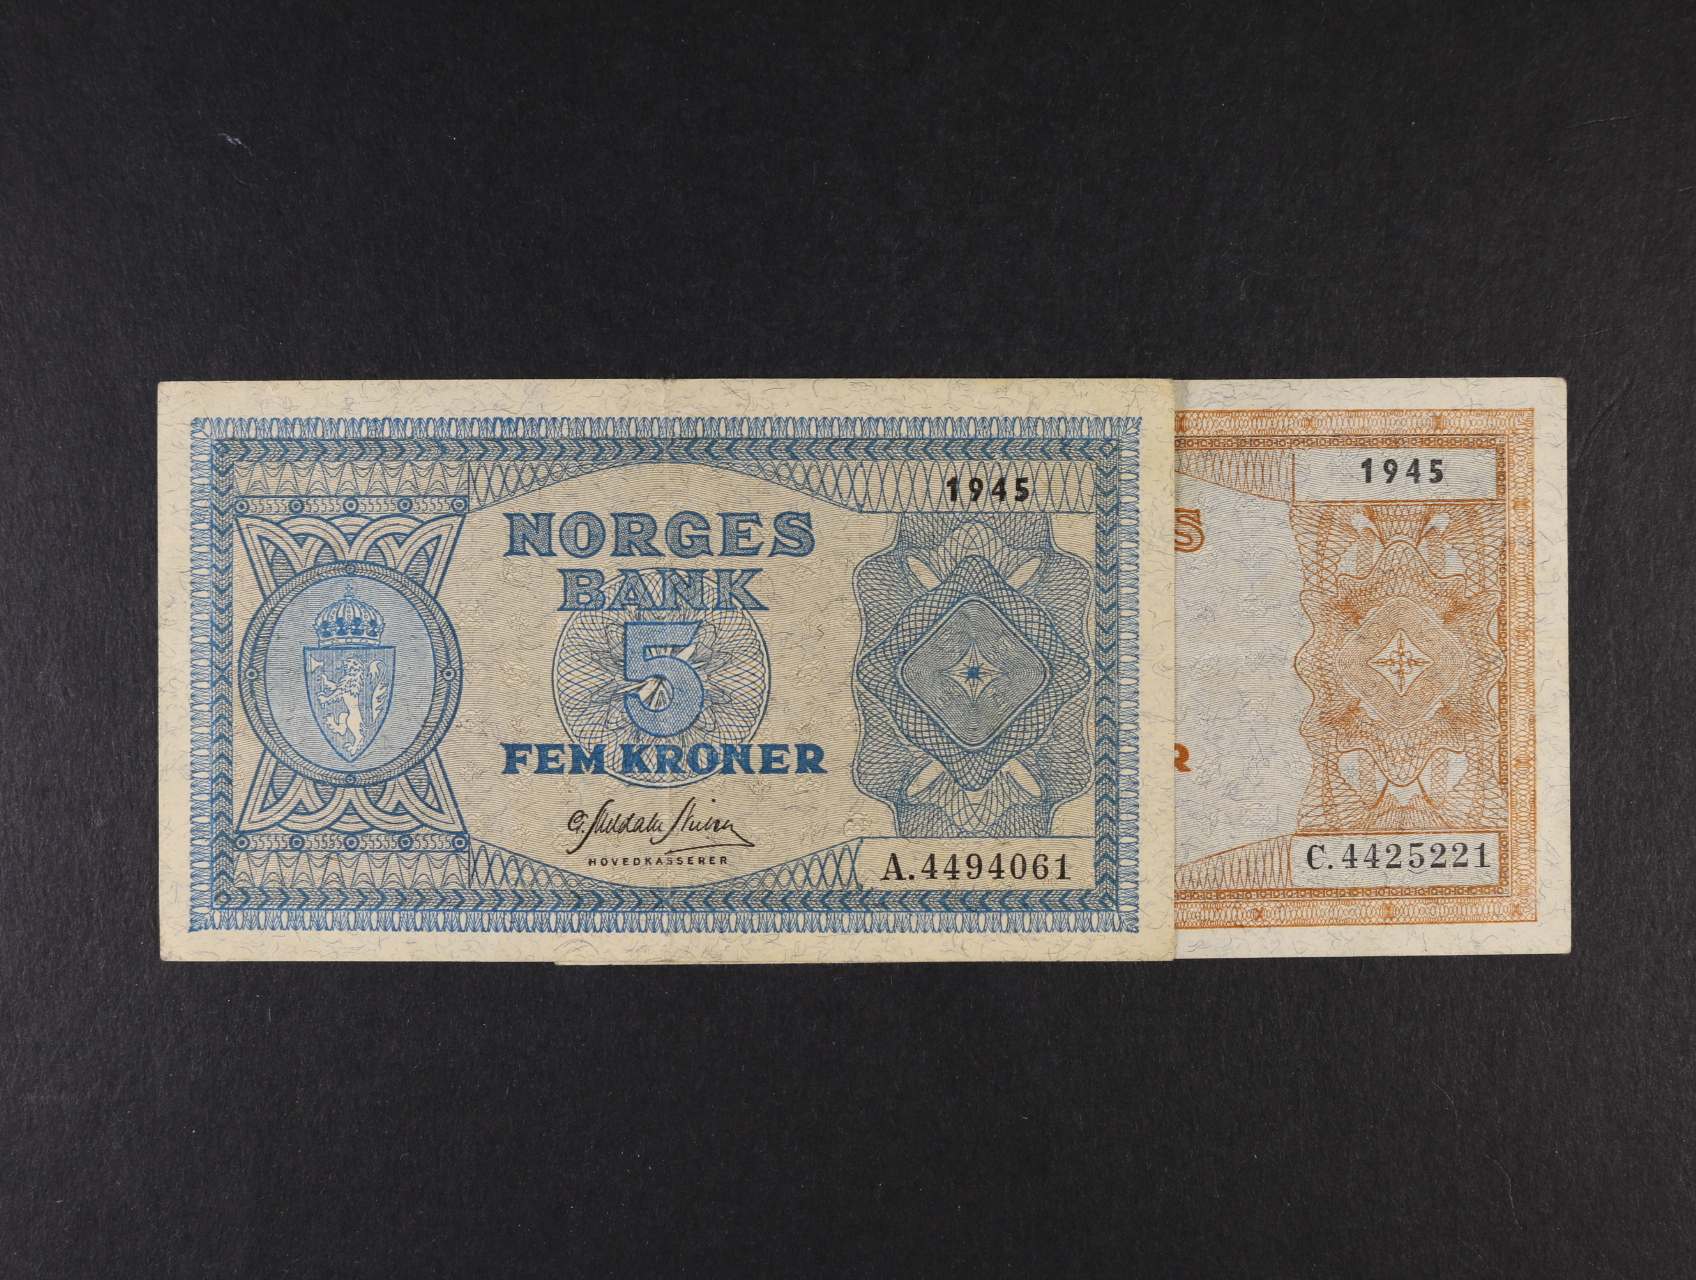 1945
NORGES
BANK
5
FEM KRONER
HOVEDKASSERER
A.4494061
1945
S
R
C.4425221